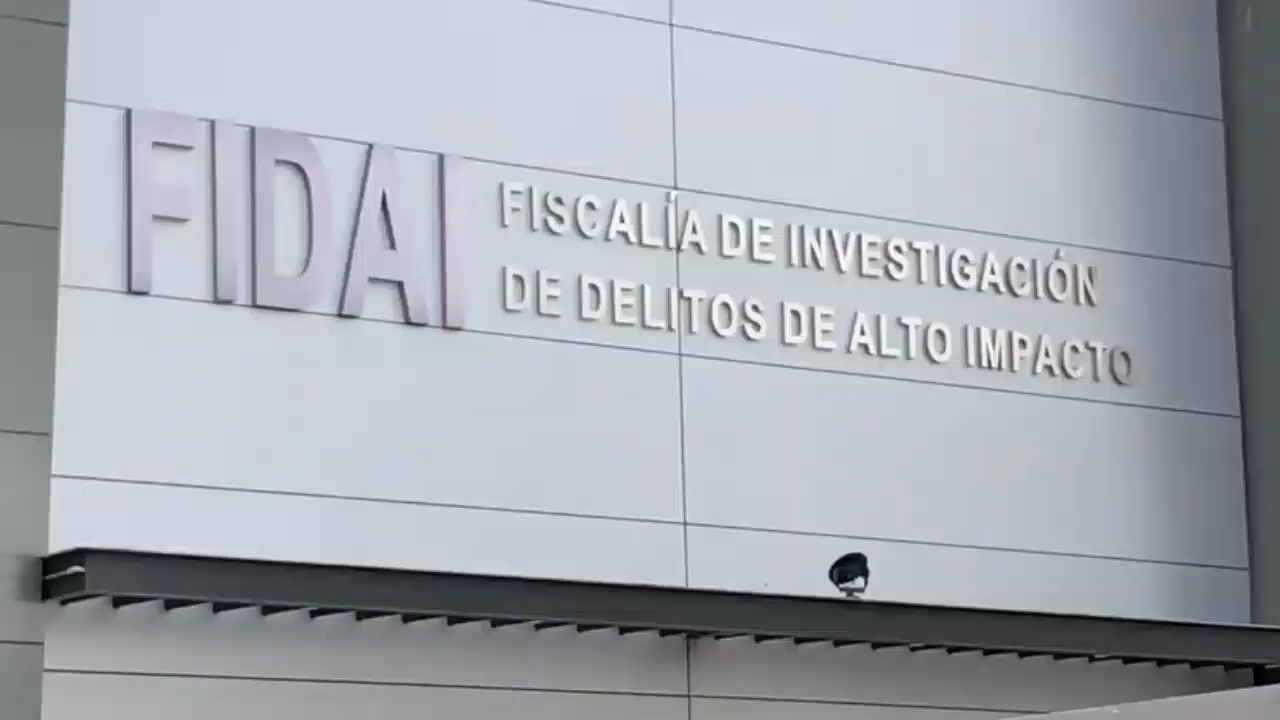 FIDAI
FISCALÍA DE INVESTIGACIÓN
DE DELITOS DE ALTO IMPACTO